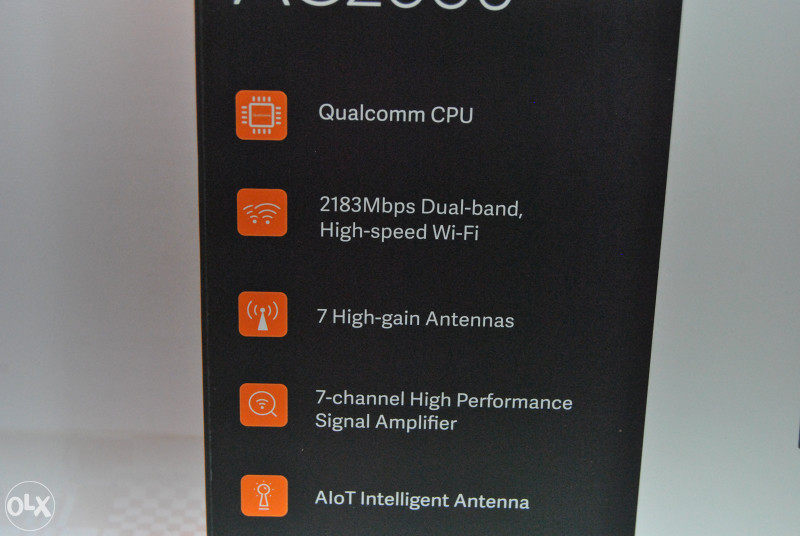 Qualcomm CPU
2183Mbps Dual-band,
High-speed Wi-Fi
7 High-gain Antennas
7-channel High Performance
Signal Amplifier
AIoT Intelligent Antenna
OLX